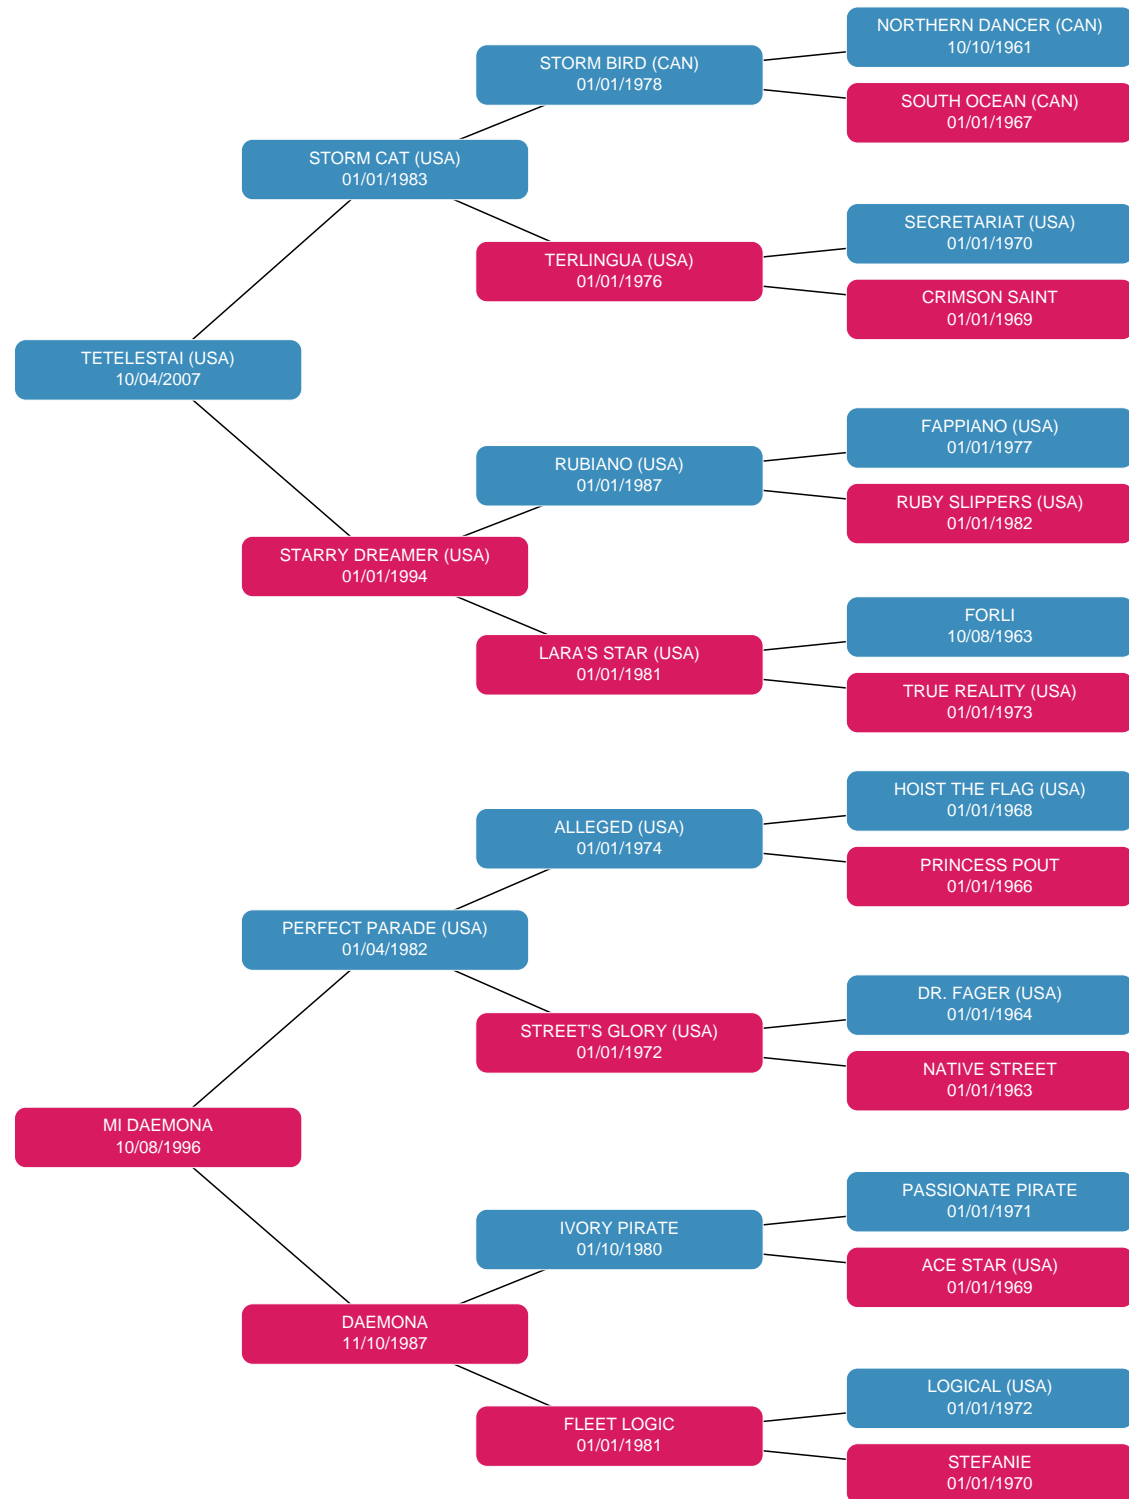 NORTHERN DANCER (CAN)
10/10/1961
STORM BIRD (CAN)
01/01/1978
SOUTH OCEAN (CAN)
01/01/1967
STORM CAT (USA)
01/01/1983
SECRETARIAT (USA)
01/01/1970
TERLINGUA (USA)
01/01/1976
CRIMSON SAINT
01/01/1969
TETELESTAI (USA)
10/04/2007
FAPPIANO (USA)
01/01/1977
RUBIANO (USA)
01/01/1987
RUBY SLIPPERS (USA)
01/01/1982
STARRY DREAMER (USA)
01/01/1994
FORLI
10/08/1963
LARA'S STAR (USA)
01/01/1981
TRUE REALITY (USA)
01/01/1973
HOIST THE FLAG (USA)
01/01/1968
ALLEGED (USA)
01/01/1974
PRINCESS POUT
01/01/1966
PERFECT PARADE (USA)
01/04/1982
DR. FAGER (USA)
01/01/1964
STREET'S GLORY (USA)
01/01/1972
NATIVE STREET
01/01/1963
MI DAEMONA
10/08/1996
PASSIONATE PIRATE
01/01/1971
IVORY PIRATE
01/10/1980
ACE STAR (USA)
01/01/1969
DAEMONA
11/10/1987
LOGICAL (USA)
01/01/1972
FLEET LOGIC
01/01/1981
STEFANIE
01/01/1970